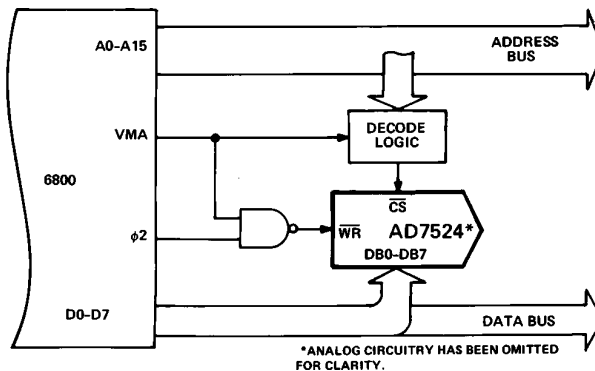 A0–A15
ADDRESS
BUS
VMA
DECODE
LOGIC
6800
CS
WR
AD7524*
φ2
DB0–DB7
D0–D7
DATA BUS
*ANALOG CIRCUITRY HAS BEEN OMITTED
FOR CLARITY.